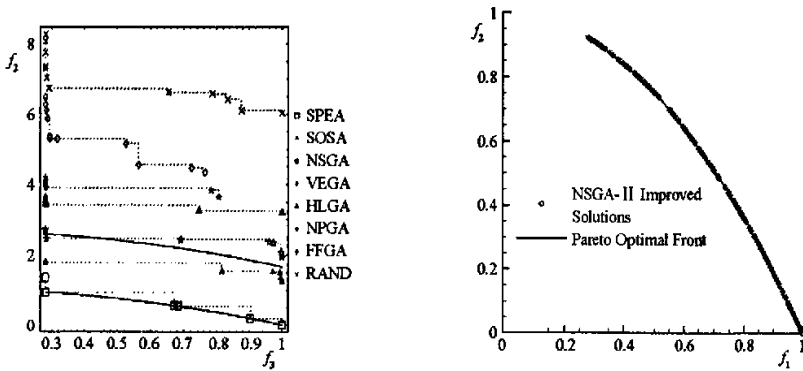 f₂
8
6
4
2
0
0.3 0.4 0.5 0.6 0.7 0.8 0.9 1
f₃
SPEA
SOSA
NSGA
VEGA
HLGA
NPGA
FFGA
RAND
f₂
1
0.8
0.6
0.4
0.2
0
0 0.2 0.4 0.6 0.8 1
f₁
NSGA-II Improved
Solutions
Pareto Optimal Front